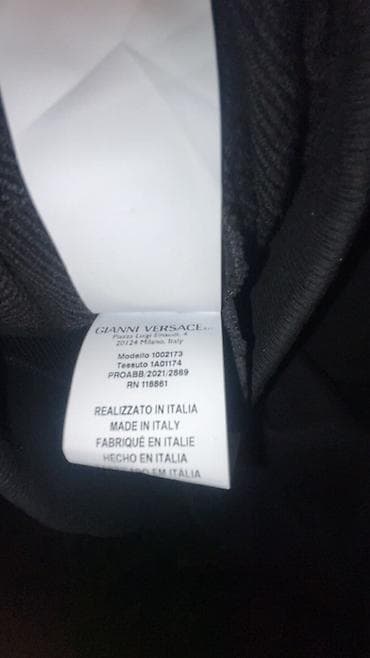 GIANNI VERSACE S.r.l.
Piazza Luigi Einaudi, 4
20124 Milano, Italy
Modello 1002173
Tessuto 1A01174
PROABB/2021/2889
RN 118861
REALIZZATO IN ITALIA
MADE IN ITALY
FABRIQUÉ EN ITALIE
HECHO EN ITALIA
EM ITALIA